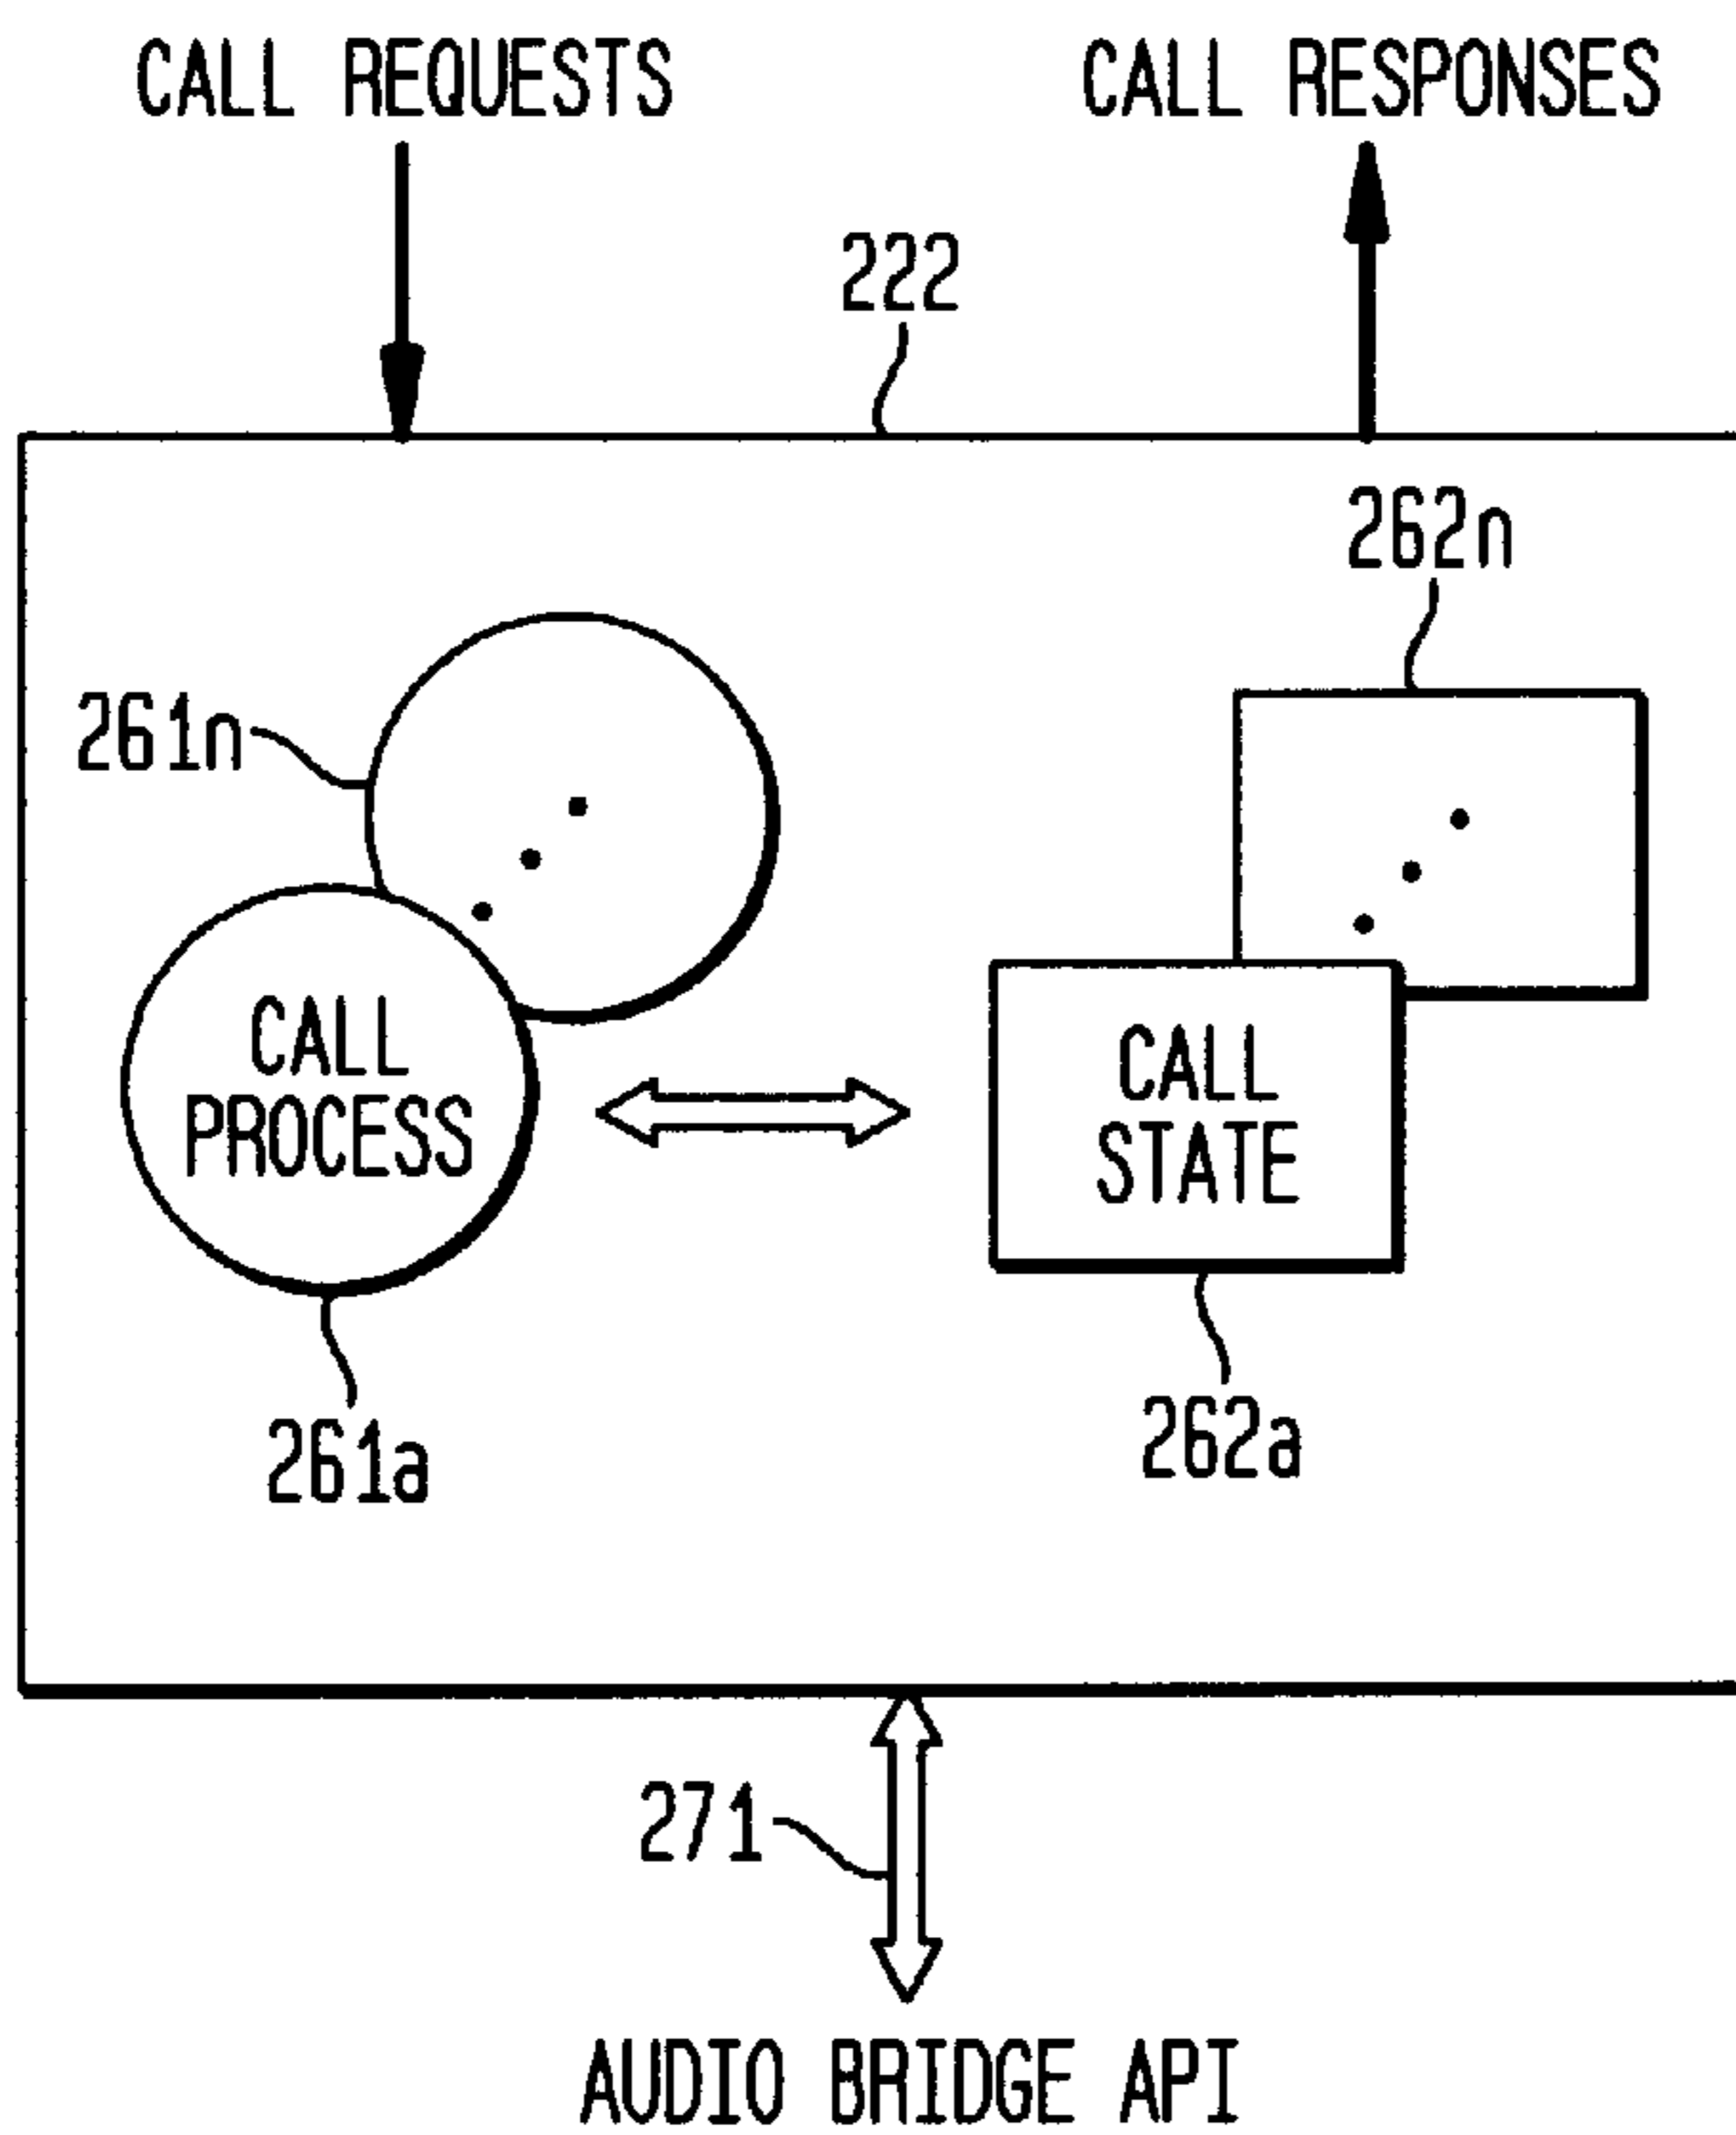 CALL REQUESTS
CALL RESPONSES
222
262n
261n
CALL
PROCESS
CALL
STATE
261a
262a
271
AUDIO BRIDGE API